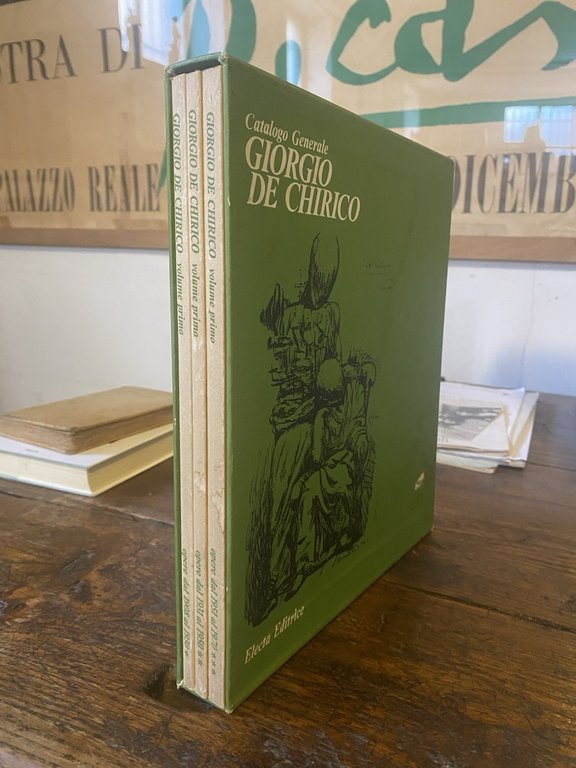 STRA DI
PALAZZO REALE
DICEMB
Catalogo Generale
GIORGIO
DE CHIRICO
Electa Editrice
GIORGIO DE CHIRICO volume primo opere dal 1908 al 1930 *
GIORGIO DE CHIRICO volume primo opere dal 1931 al 1950 * *
GIORGIO DE CHIRICO volume primo opere dal 1951 al 1971 * * *